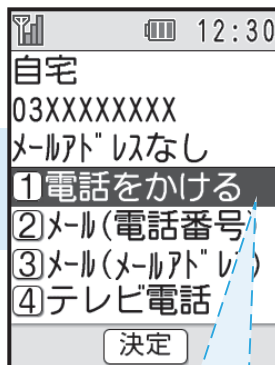 12:30
自宅
03XXXXXXXX
ﾒｰﾙｱﾄﾞﾚｽなし
1電話をかける
2ﾒｰﾙ(電話番号)
3ﾒｰﾙ(ﾒｰﾙｱﾄﾞﾚｽ)
4テレビ電話
決定